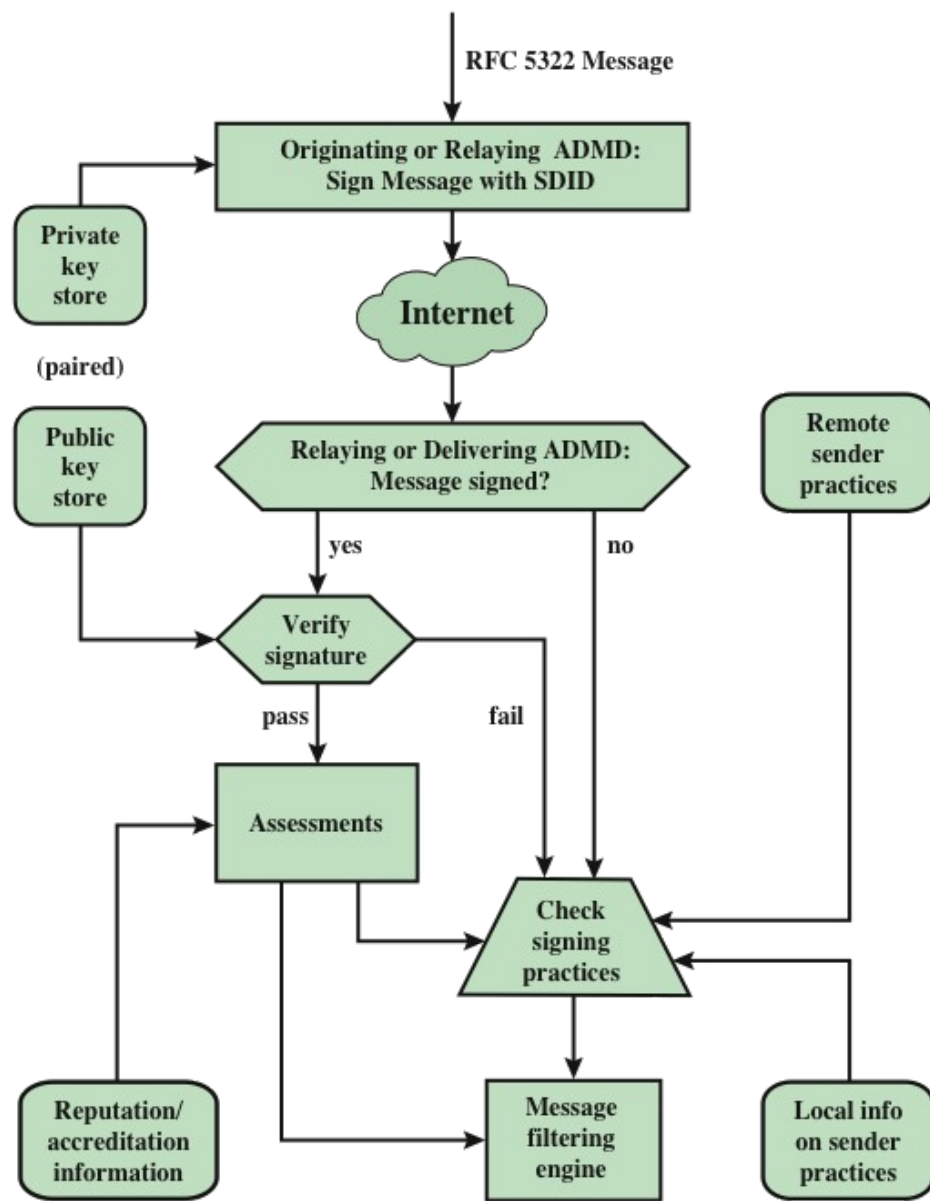 RFC 5322 Message
Originating or Relaying ADMD:
Sign Message with SDID
Private
key
store
Internet
(paired)
Public
key
store
Relaying or Delivering ADMD:
Message signed?
Remote
sender
practices
yes
no
Verify
signature
pass
fail
Assessments
Check
signing
practices
Reputation/
accreditation
information
Message
filtering
engine
Local info
on sender
practices